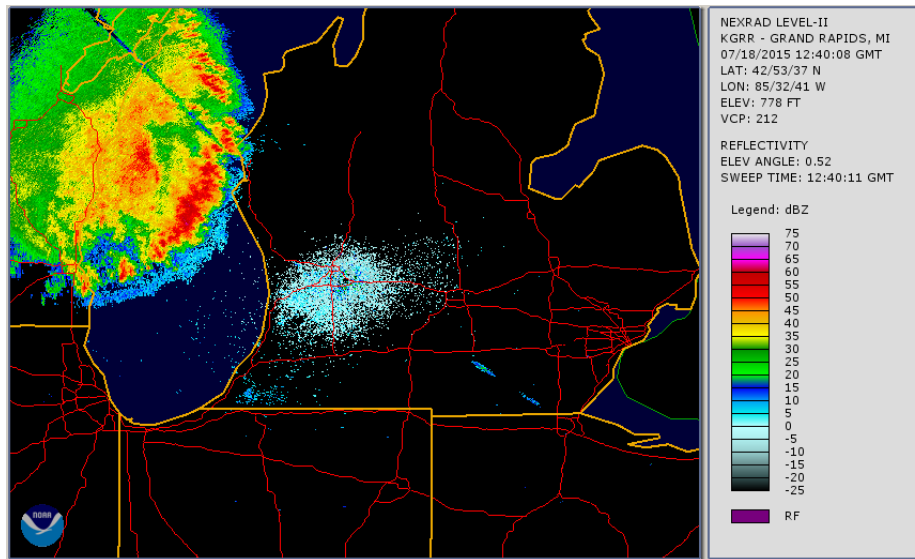 NEXRAD LEVEL-II
KGRR - GRAND RAPIDS, MI
07/18/2015 12:40:08 GMT
LAT: 42/53/37 N
LON: 85/32/41 W
ELEV: 778 FT
VCP: 212
REFLECTIVITY
ELEV ANGLE: 0.52
SWEEP TIME: 12:40:11 GMT
Legend: dBZ
75
70
65
60
55
50
45
40
35
30
25
20
15
10
5
0
-5
-10
-15
-20
-25
RF
NOAA